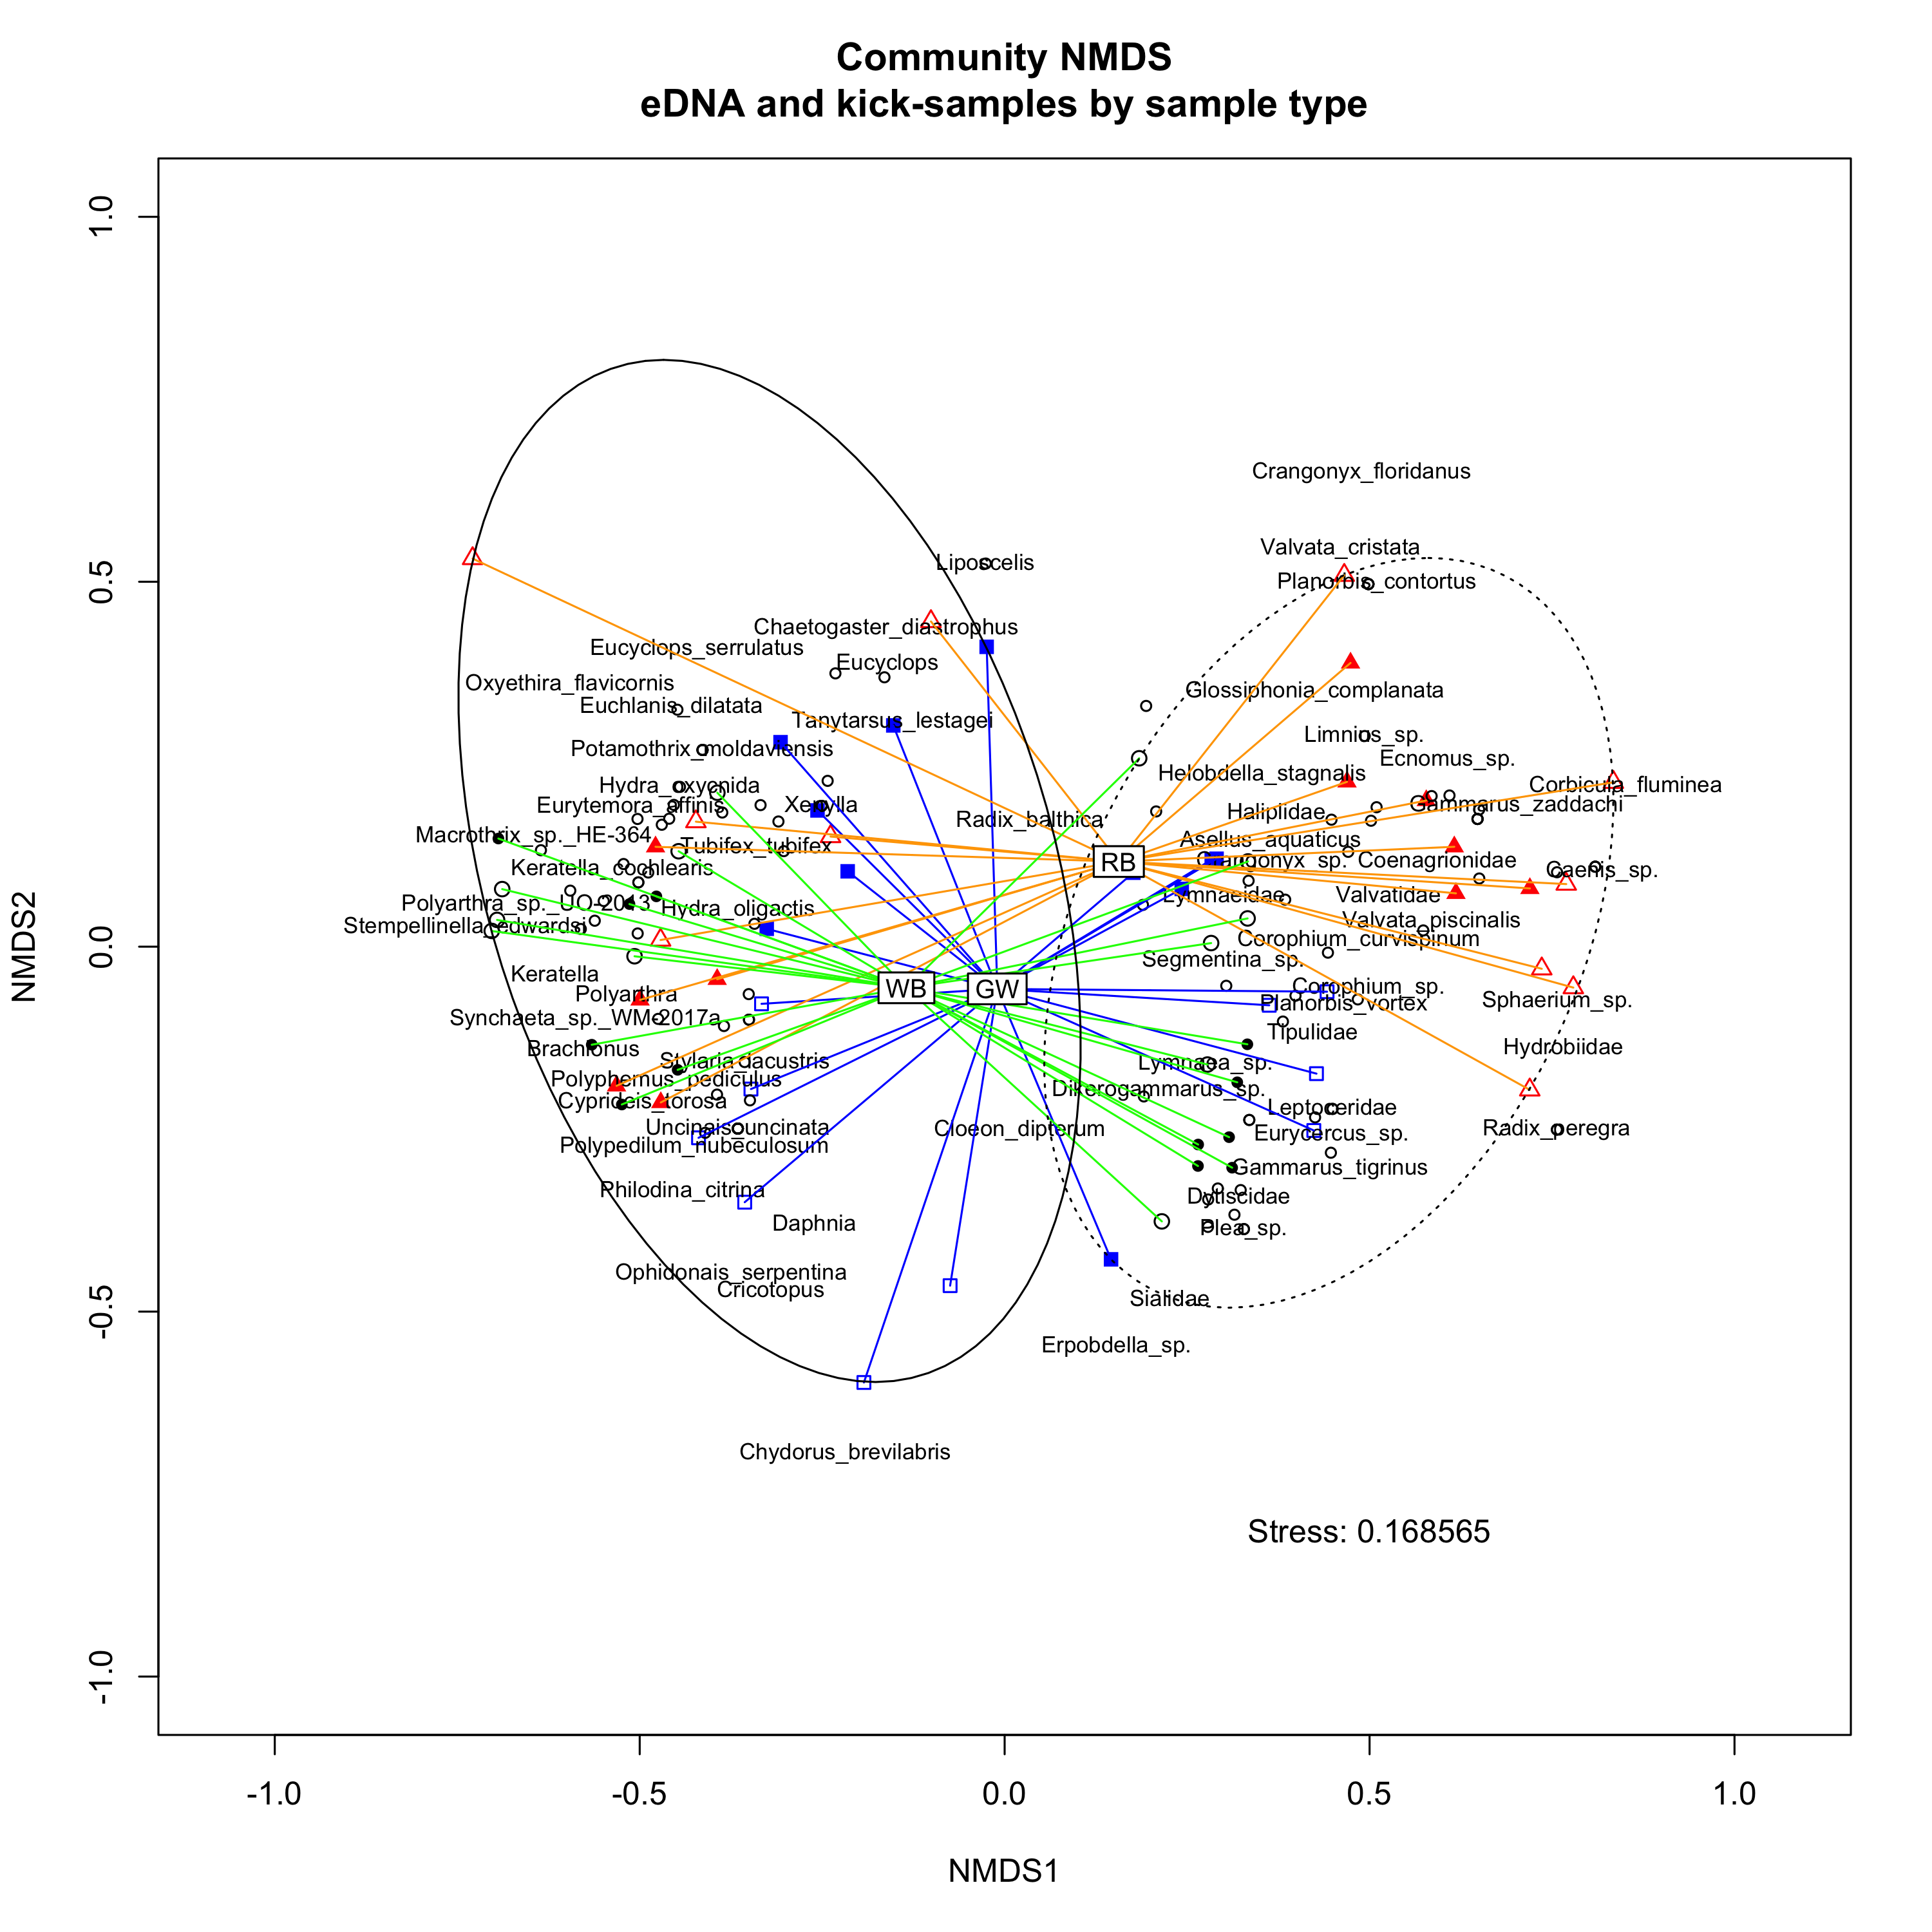 Community NMDS
eDNA and kick-samples by sample type
NMDS2
1.0
0.5
0.0
-0.5
-1.0
Crangonyx_floridanus
Valvata_cristata
Liposcelis
Planorbis_contortus
Chaetogaster_diastrophus
Eucyclops_serrulatus
Eucyclops
Oxyethira_flavicornis
Glossiphonia_complanata
Euchlanis_dilatata
Tanytarsus_lestagei
Limnius_sp.
Potamothrix_moldaviensis
Ecnomus_sp.
Helobdella_stagnalis
Hydra_oxycnida
Corbicula_fluminea
Eurytemora_affinis
Xenylla
Gammarus_zaddachi
Haliplidae
Radix_balthica
Macrothrix_sp._HE-364
Asellus_aquaticus
Tubifex_tubifex
RB
Crangonyx_sp.
Coenagrionidae
Keratella_cochlearis
Caenis_sp.
Lymnaeidae
Valvatidae
Polyarthra_sp._UO-2013
Hydra_oligactis
Valvata_piscinalis
Stempellinella_edwardsi
Corophium_curvispinum
Segmentina_sp.
Keratella
WB
GW
Corophium_sp.
Polyarthra
Planorbis_vortex
Sphaerium_sp.
Synchaeta_sp._WM-2017a
Tipulidae
Brachionus
Hydrobiidae
Stylaria_lacustris
Lymnaea_sp.
Polyphemus_pediculus
Dikerogammarus_sp.
Cyprideis_torosa
Leptoceridae
Uncinais_uncinata
Cloeon_dipterum
Eurycercus_sp.
Radix_peregra
Polypedilum_nubeculosum
Gammarus_tigrinus
Philodina_citrina
Dytiscidae
Daphnia
Plea_sp.
Ophidonais_serpentina
Cricotopus
Sialidae
Erpobdella_sp.
Chydorus_brevilabris
Stress: 0.168565
-1.0
-0.5
0.0
0.5
1.0
NMDS1